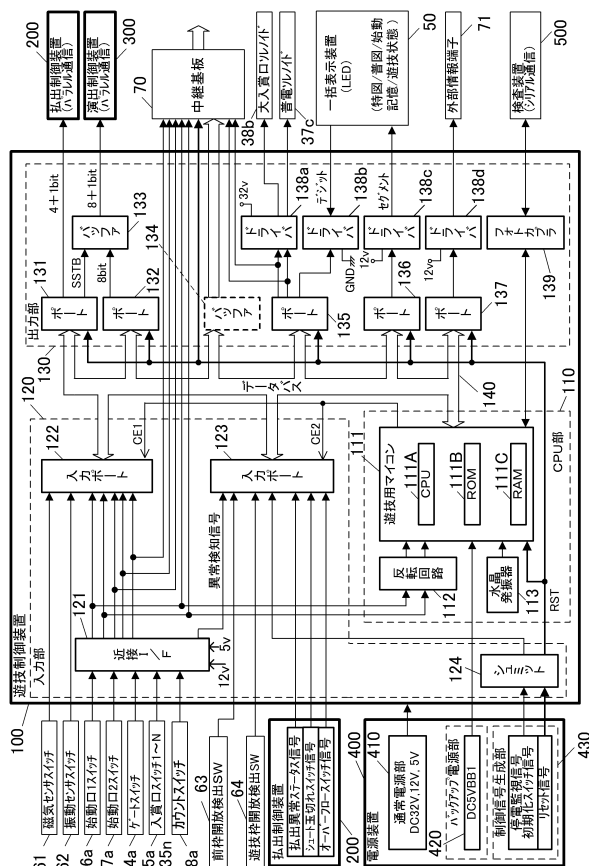 100
遊技制御装置
61
磁気センサスイッチ
62
振動センサスイッチ
6a
始動口1スイッチ
7a
始動口2スイッチ
4a
ゲートスイッチ
6a
35n
入賞口スイッチ1~N
8a
カウントスイッチ
63
前枠開放検出SW
64
遊技枠開放検出SW
払出制御装置
払出異常ステータス信号
シュート玉切れスイッチ信号
オーバーフロースイッチ信号
200
400
電源装置
410
通常電源部
DC32V,12V, 5V
420
バックアップ電源部
DC5VBB1
430
制御信号生成部
停電監視信号
初期化スイッチ信号
リセット信号
120
入力部
121
近接I/F
12v
5v
異常検知信号
122
入力ポート
CE1
123
入力ポート
CE2
124
シュミット
RST
110
CPU部
111
遊技用マイコン
111A
CPU
111B
ROM
111C
RAM
112
反転回路
113
水晶発振器
データバス
140
130
出力部
131
ポート
SSTB
132
ポート
8bit
133
バッファ
4+1bit
8+1bit
134
バッファ
135
ポート
136
ポート
137
ポート
32v
ドライバ
138a
デジット
ドライバ
138b
GND
12v
ドライバ
138c
セグメント
12v
ドライバ
138d
フォトカプラ
139
200
払出制御装置
(パラレル通信)
300
演出制御装置
(パラレル通信)
70
中継基板
38b
大入賞口ソレノイド
37c
普電ソレノイド
50
一括表示装置
(LED)
(特図/普図/始動
記憶/遊技状態)
71
外部情報端子
500
検査装置
(シリアル通信)